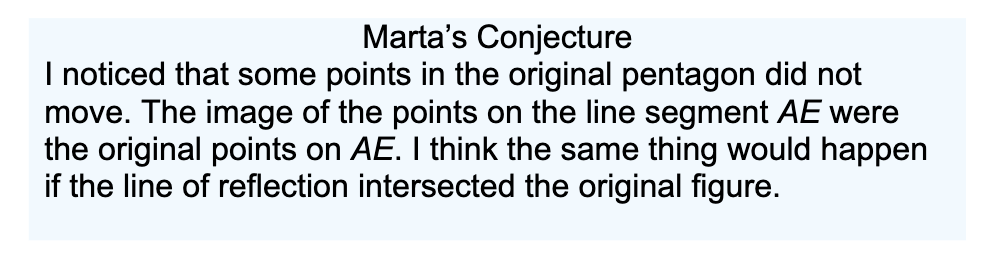 Marta’s Conjecture
I noticed that some points in the original pentagon did not
move. The image of the points on the line segment AE were
the original points on AE. I think the same thing would happen
if the line of reflection intersected the original figure.